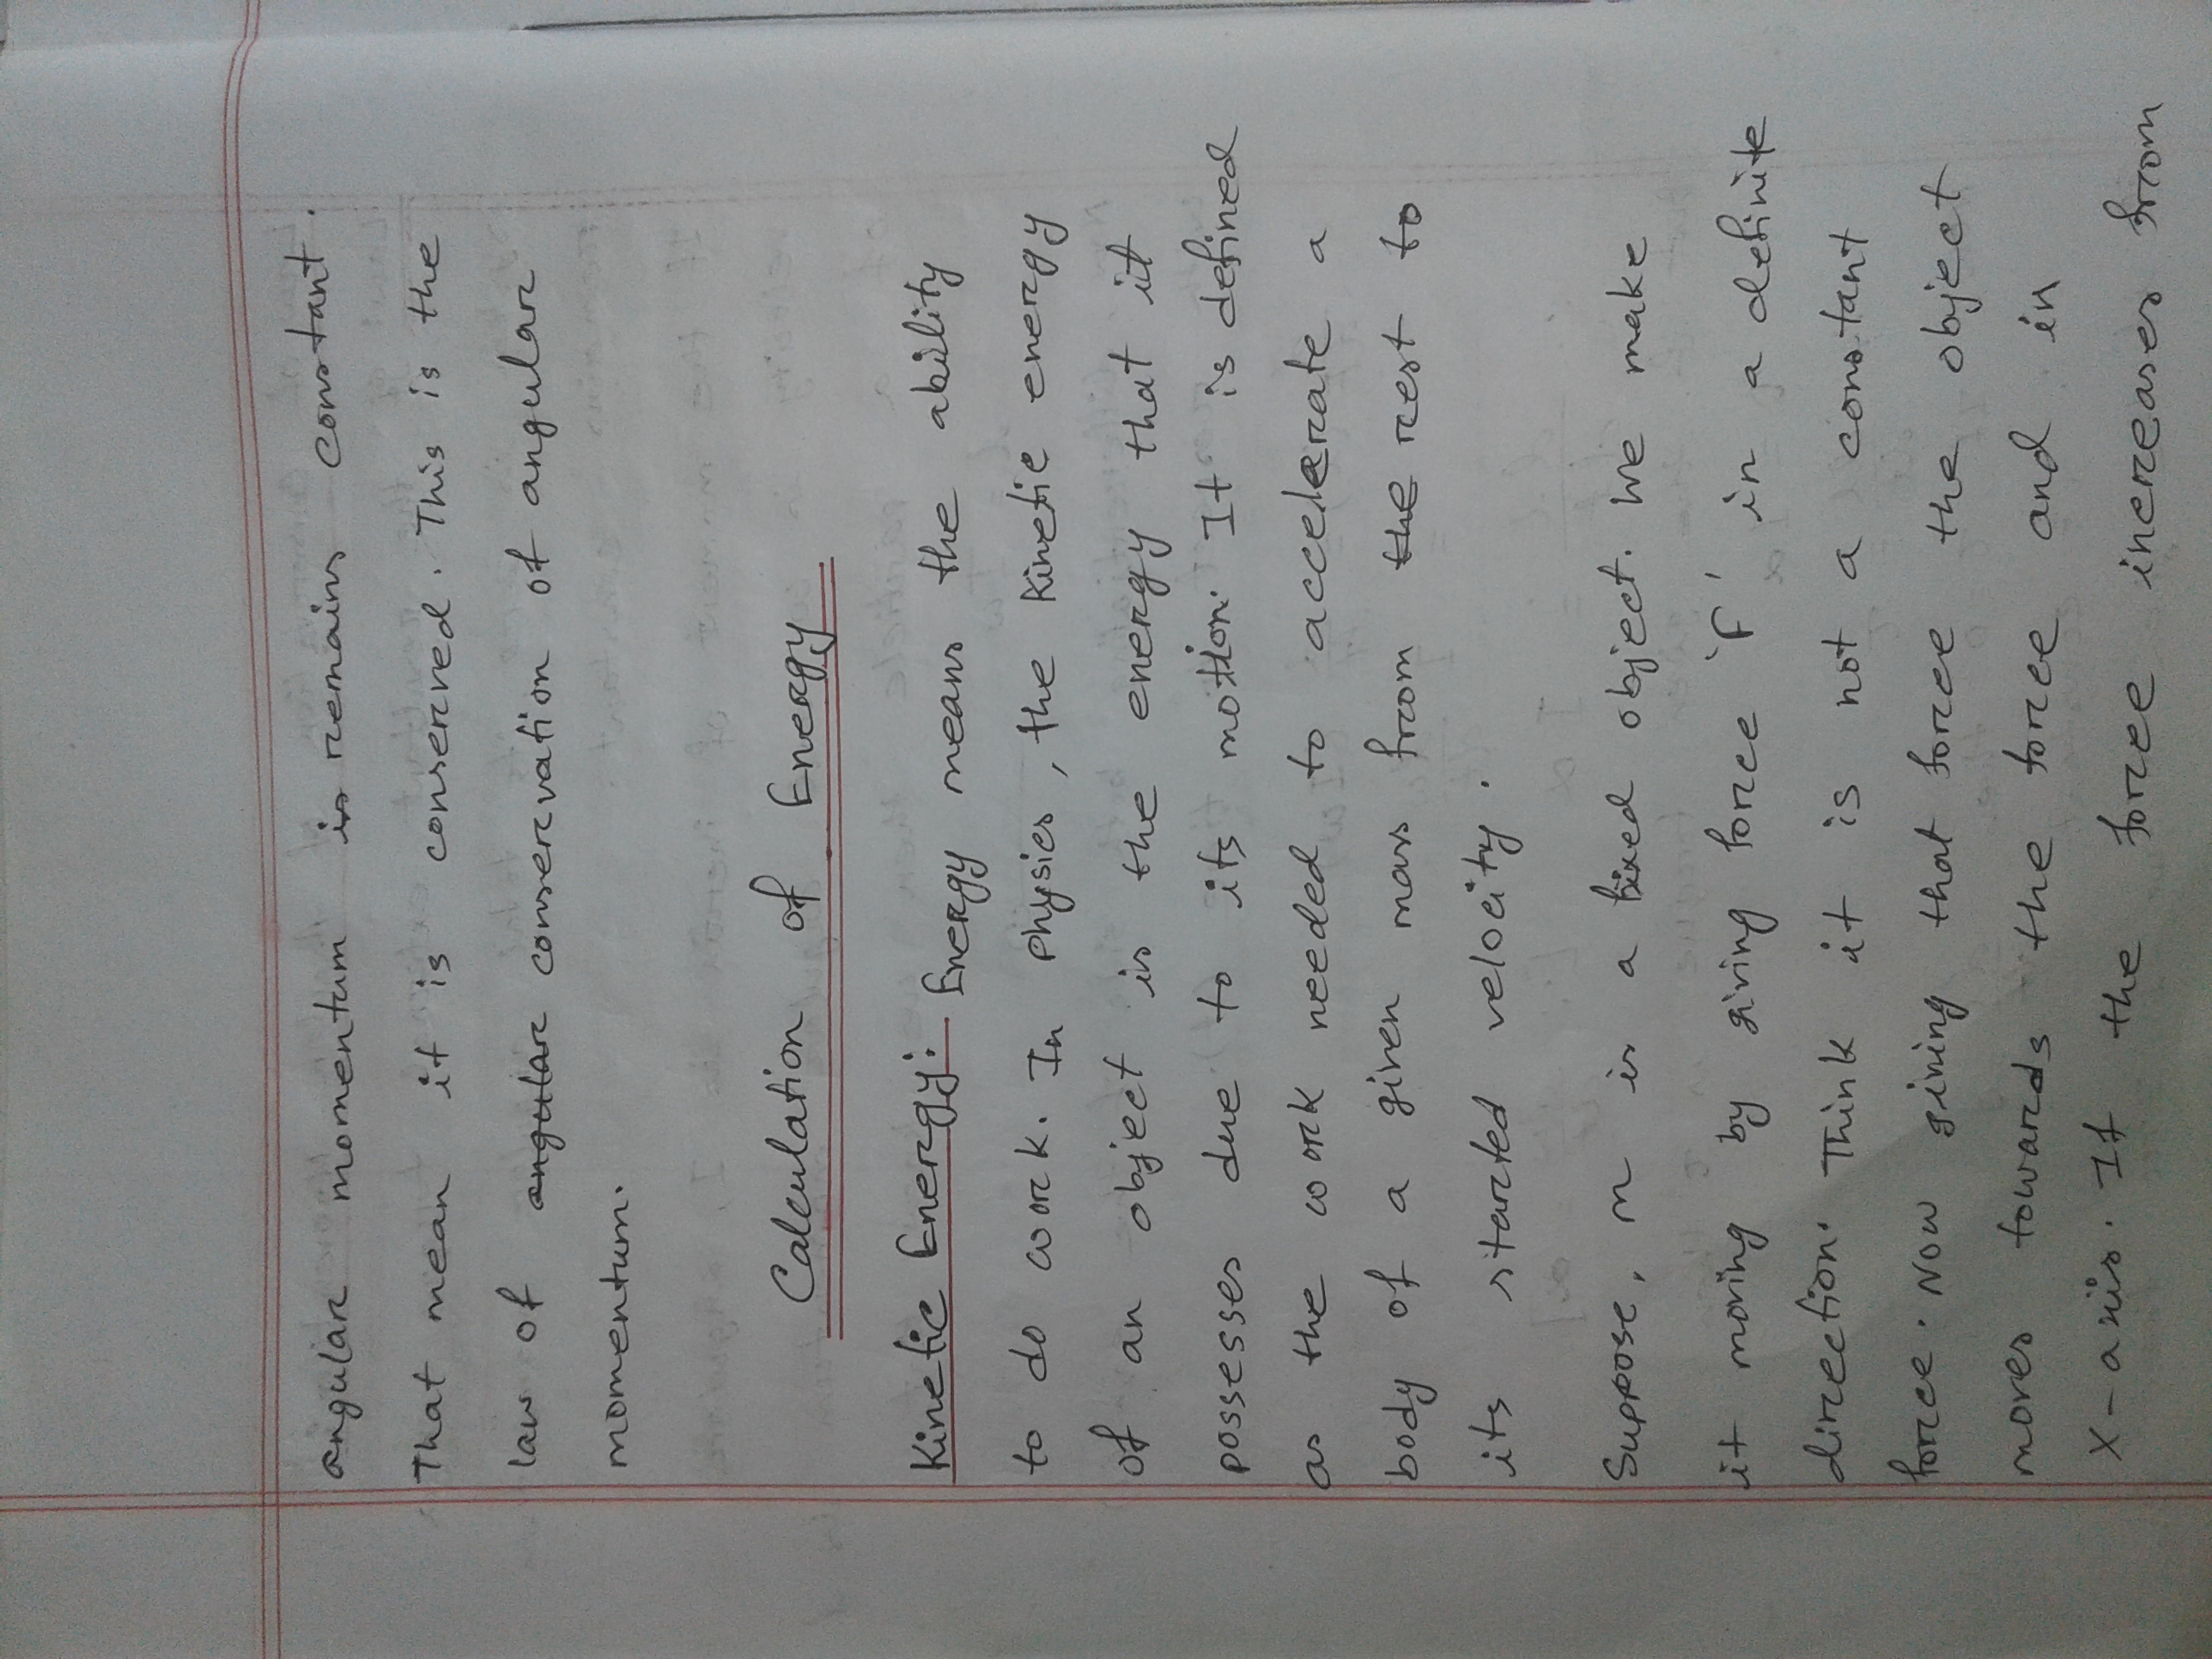 angular momentum is remains constant.
That mean it is conserved. This is the
law of angular conservation of angular
momentum.
Calculation of Energy
Kinetic Energy: Energy means the ability
to do work. In physics, the kinetic energy
of an object is the energy that it
possesses due to its motion. It is defined
as the work needed to accelerate a
body of a given mass from the rest to
its started velocity.
Suppose, m is a fixed object. We make
it moving by giving force 'F' in a definite
direction. Think it is not a constant
force. Now giving that force the object
moves towards the force and in
X-axis. If the force increases from